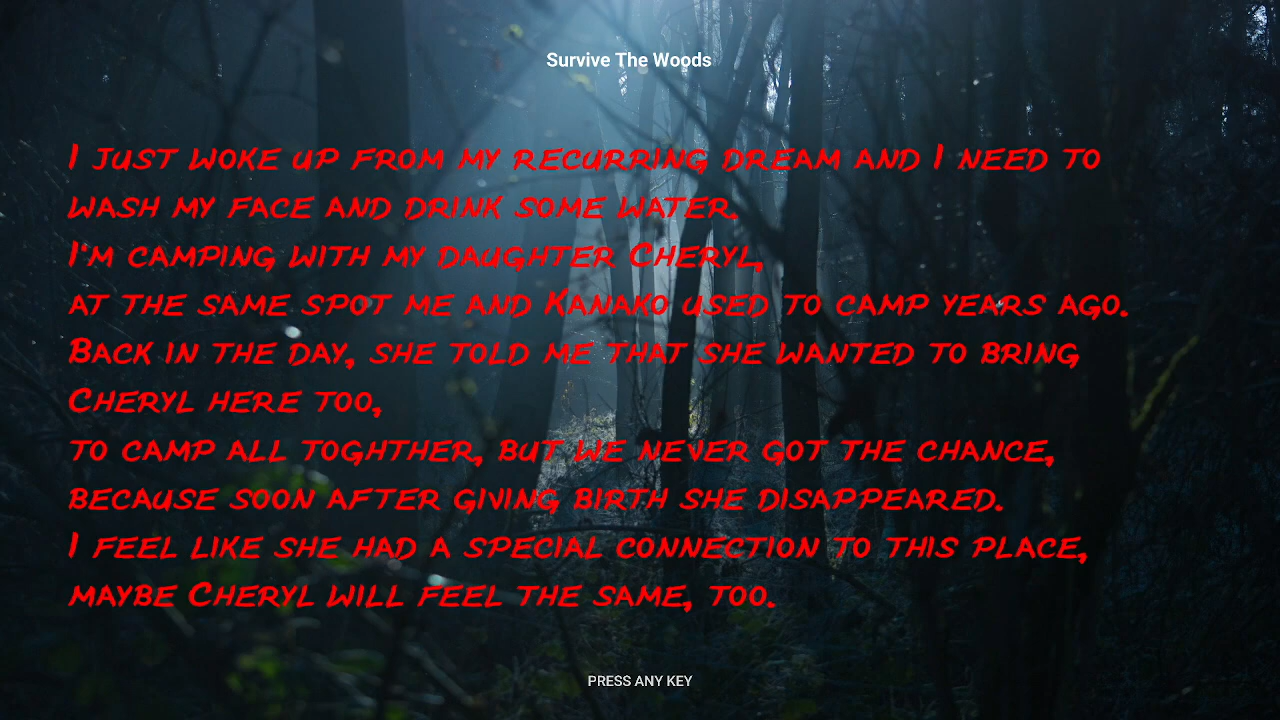 Survive The Woods
I JUST WOKE UP FROM MY RECURRING DREAM AND I NEED TO
WASH MY FACE AND DRINK SOME WATER.
I'M CAMPING WITH MY DAUGHTER CHERYL,
AT THE SAME SPOT ME AND KANAKO USED TO CAMP YEARS AGO.
BACK IN THE DAY, SHE TOLD ME THAT SHE WANTED TO BRING
CHERYL HERE TOO,
TO CAMP ALL TOGHTHER, BUT WE NEVER GOT THE CHANCE,
BECAUSE SOON AFTER GIVING BIRTH SHE DISAPPEARED.
I FEEL LIKE SHE HAD A SPECIAL CONNECTION TO THIS PLACE,
MAYBE CHERYL WILL FEEL THE SAME, TOO.
PRESS ANY KEY